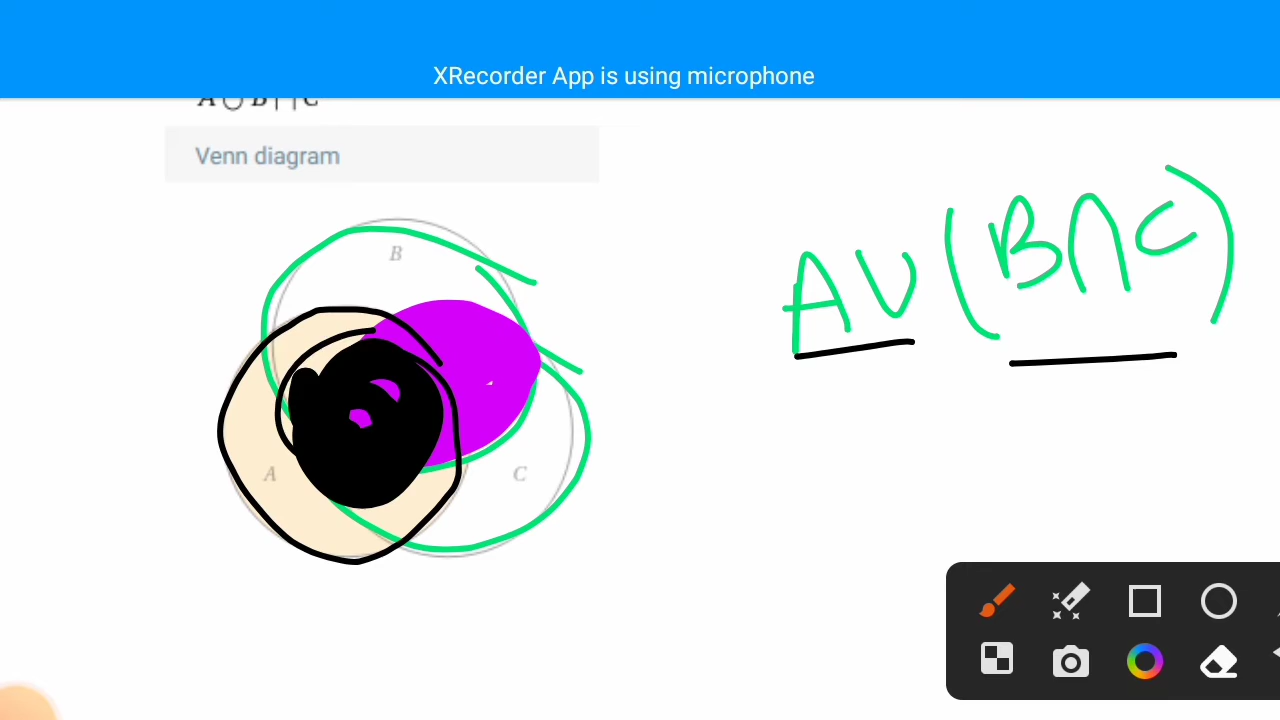 XRecorder App is using microphone
Venn diagram
B
A
C
A∪(B∩C)